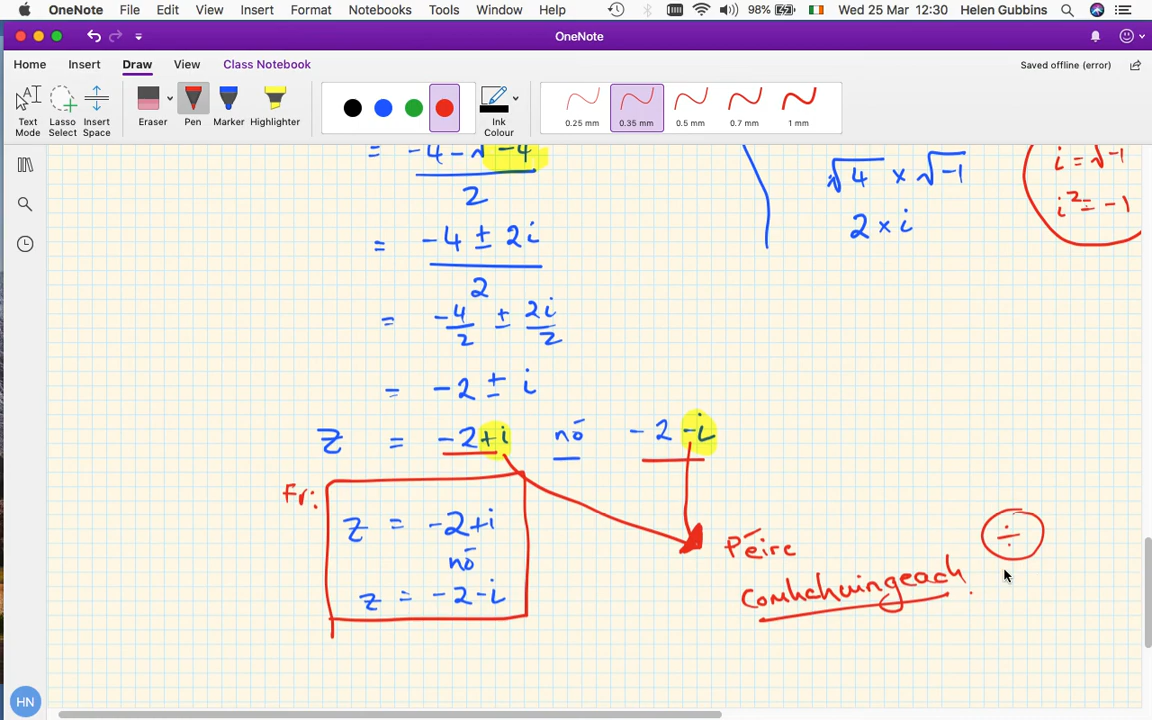 OneNote File Edit View Insert Format Notebooks Tools Window Help 98% Wed 25 Mar 12:30 Helen Gubbins
OneNote
Home Insert Draw View Class Notebook Saved offline (error)
Text Mode Lasso Select Insert Space Eraser Pen Marker Highlighter Ink Colour 0.25 mm 0.35 mm 0.5 mm 0.7 mm 1 mm
= -4 - √-4
2
= -4 ± 2i
2
= -4/2 ± 2i/2
= -2 ± i
z = -2+i nó -2-i
√4 × √-1
2 × i
i = √-1
i² = -1
Fr:
z = -2+i
nó
z = -2-i
Péire
Comhchuingeach
÷
HN